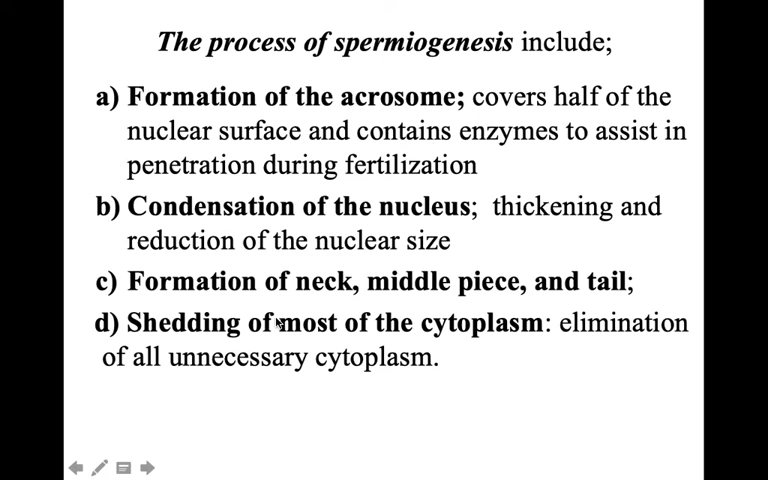 The process of spermiogenesis include;
a) Formation of the acrosome; covers half of the
nuclear surface and contains enzymes to assist in
penetration during fertilization
b) Condensation of the nucleus; thickening and
reduction of the nuclear size
c) Formation of neck, middle piece, and tail;
d) Shedding of most of the cytoplasm: elimination
of all unnecessary cytoplasm.